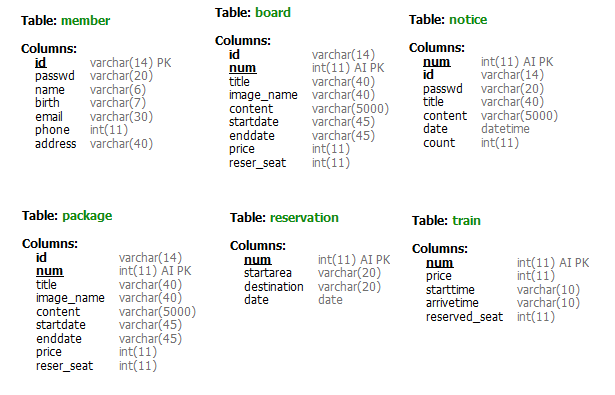 Table: member
Columns:
id varchar(14) PK
passwd varchar(20)
name varchar(6)
birth varchar(7)
email varchar(30)
phone int(11)
address varchar(40)
Table: board
Columns:
id varchar(14)
num int(11) AI PK
title varchar(40)
image_name varchar(40)
content varchar(5000)
startdate varchar(45)
enddate varchar(45)
price int(11)
reser_seat int(11)
Table: notice
Columns:
num int(11) AI PK
id varchar(14)
passwd varchar(20)
title varchar(40)
content varchar(5000)
date datetime
count int(11)
Table: package
Columns:
id varchar(14)
num int(11) AI PK
title varchar(40)
image_name varchar(40)
content varchar(5000)
startdate varchar(45)
enddate varchar(45)
price int(11)
reser_seat int(11)
Table: reservation
Columns:
num int(11) AI PK
startarea varchar(20)
destination varchar(20)
date date
Table: train
Columns:
num int(11) AI PK
price int(11)
starttime varchar(10)
arrivetime varchar(10)
reserved_seat int(11)